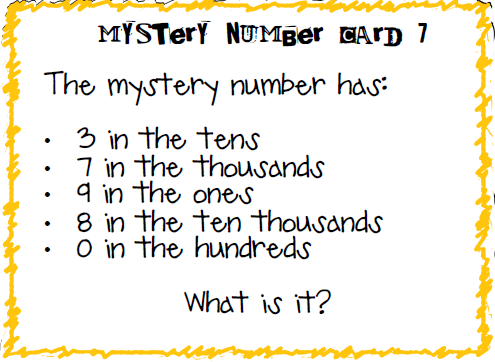 Mystery Number Card 7
The mystery number has:
• 3 in the tens
• 7 in the thousands
• 9 in the ones
• 8 in the ten thousands
• 0 in the hundreds
What is it?